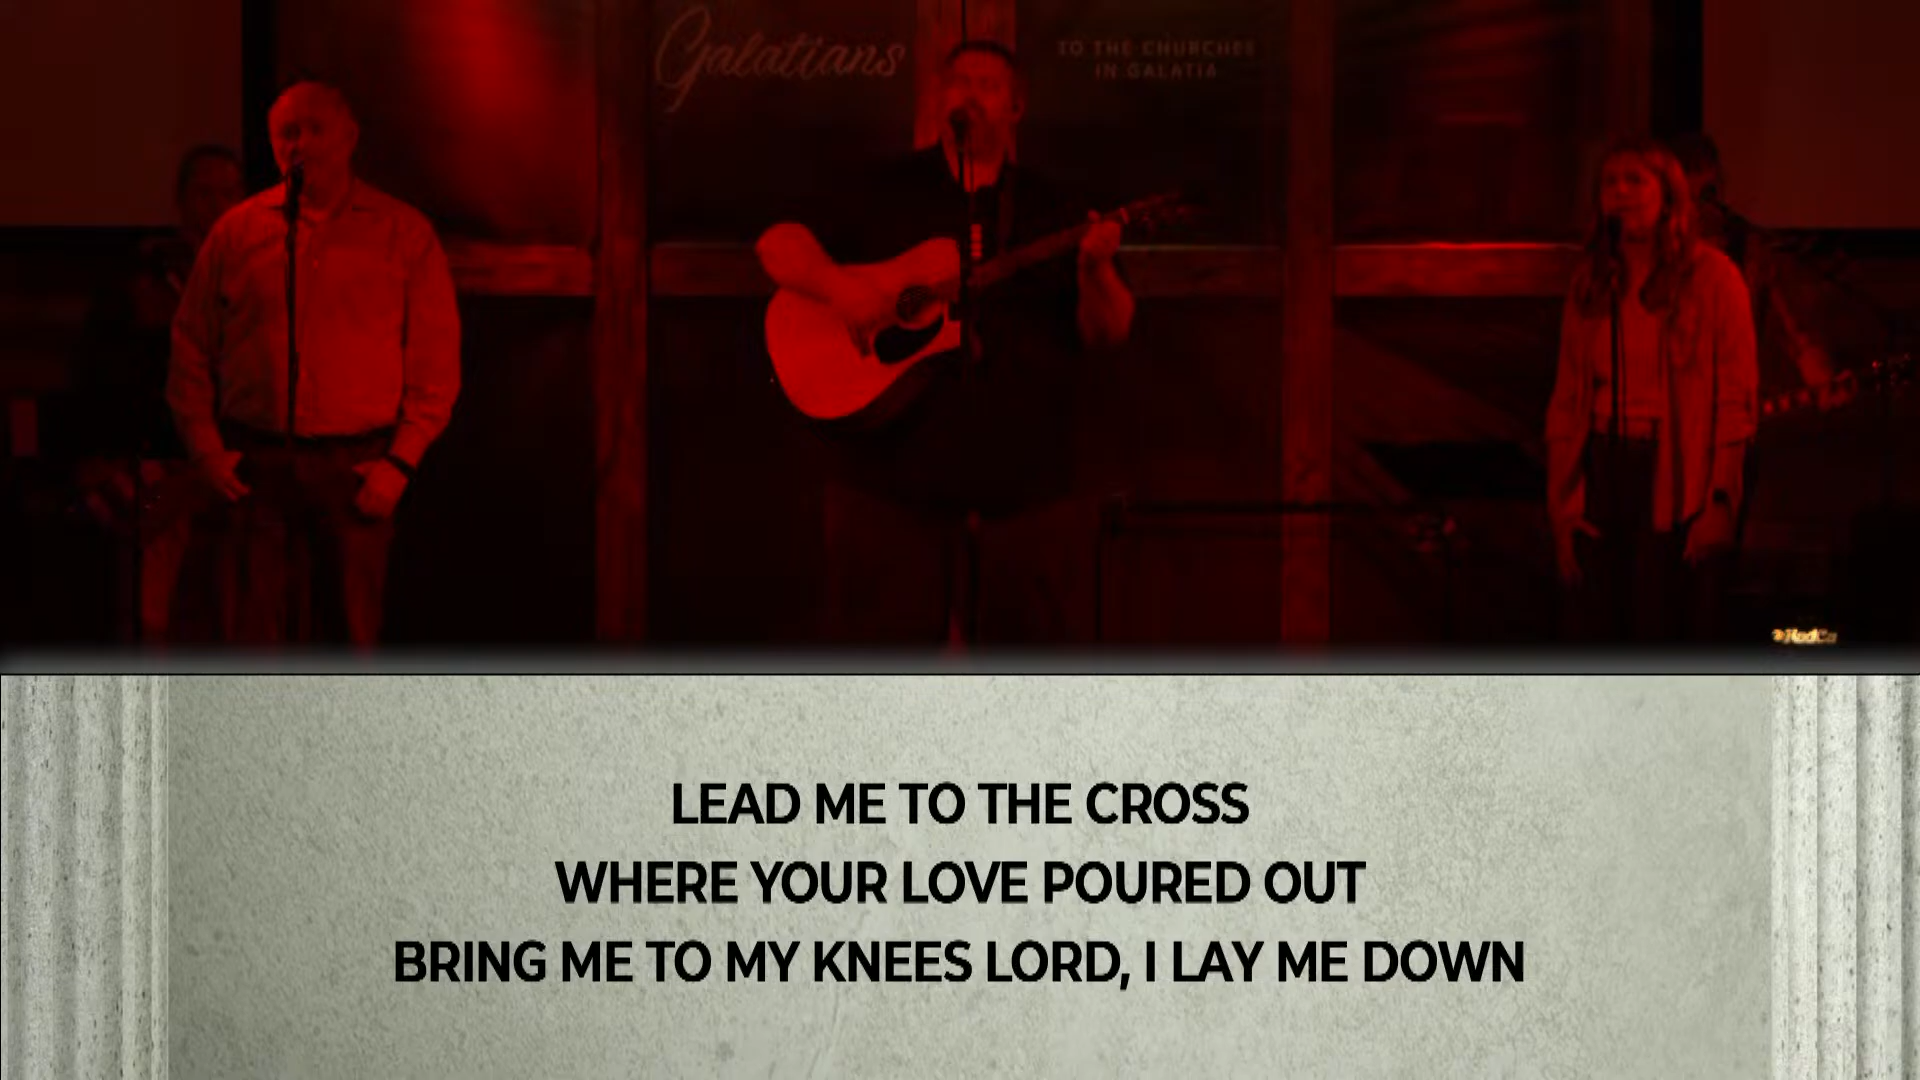 Galatians
TO THE CHURCHES
IN GALATIA
LEAD ME TO THE CROSS
WHERE YOUR LOVE POURED OUT
BRING ME TO MY KNEES LORD, I LAY ME DOWN